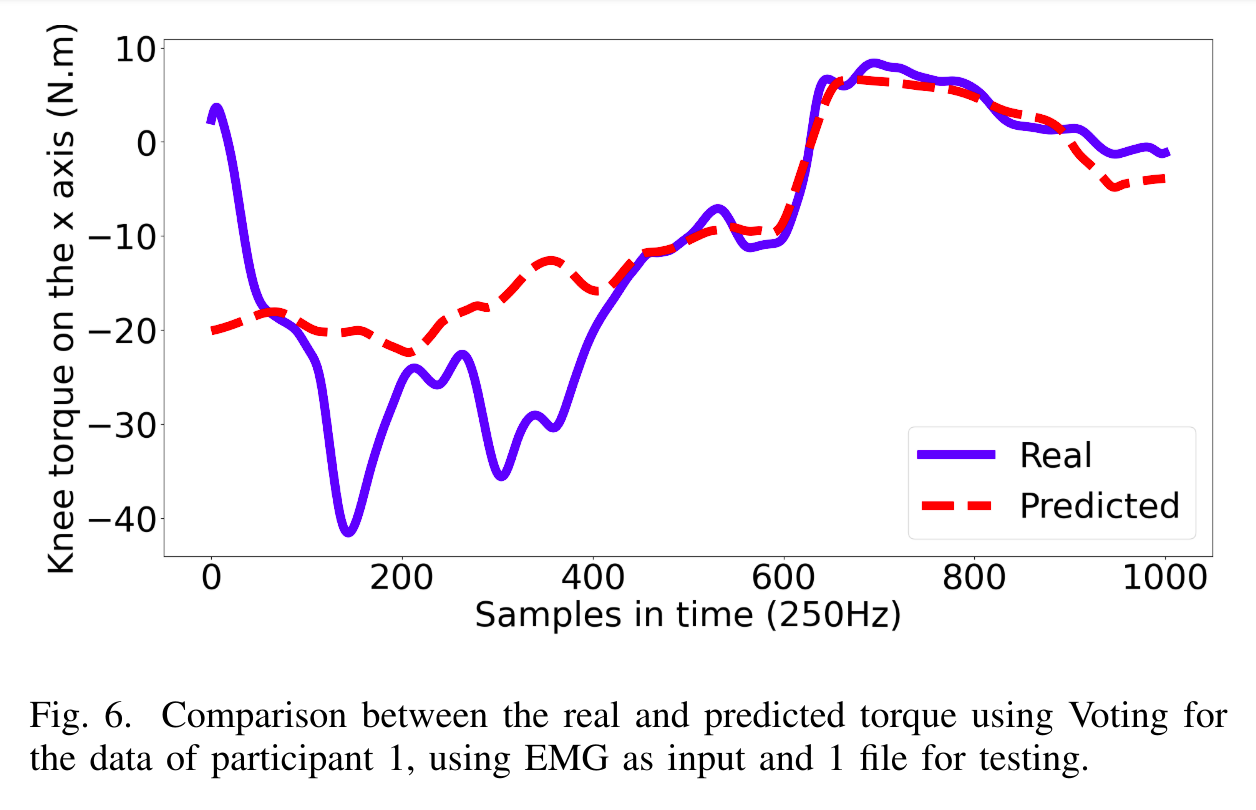 Knee torque on the x axis (N.m)
10
0
−10
−20
−30
−40
0 200 400 600 800 1000
Samples in time (250Hz)
Real
Predicted
Fig. 6. Comparison between the real and predicted torque using Voting for
the data of participant 1, using EMG as input and 1 file for testing.